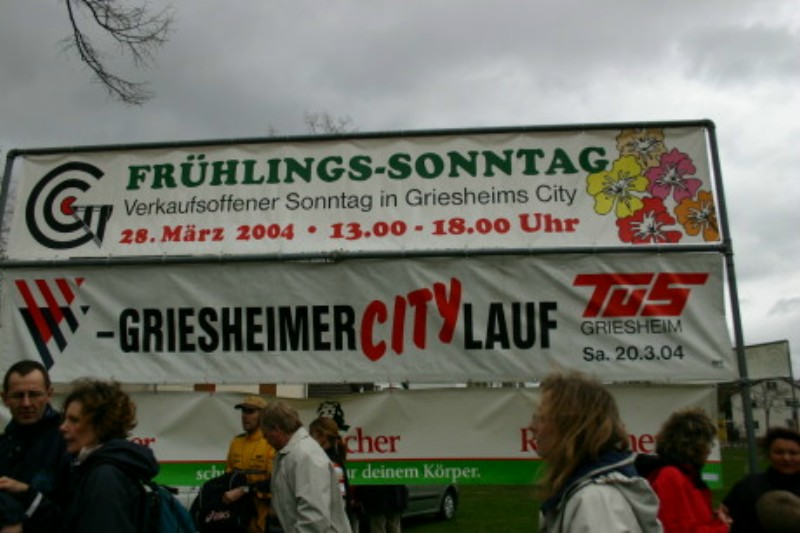 FRÜHLINGS-SONNTAG
Verkaufsoffener Sonntag in Griesheims City
28. März 2004 • 13.00 - 18.00 Uhr
-GRIESHEIMER CITY LAUF
TUS
GRIESHEIM
Sa. 20.3.04
deinem Körper.
asics